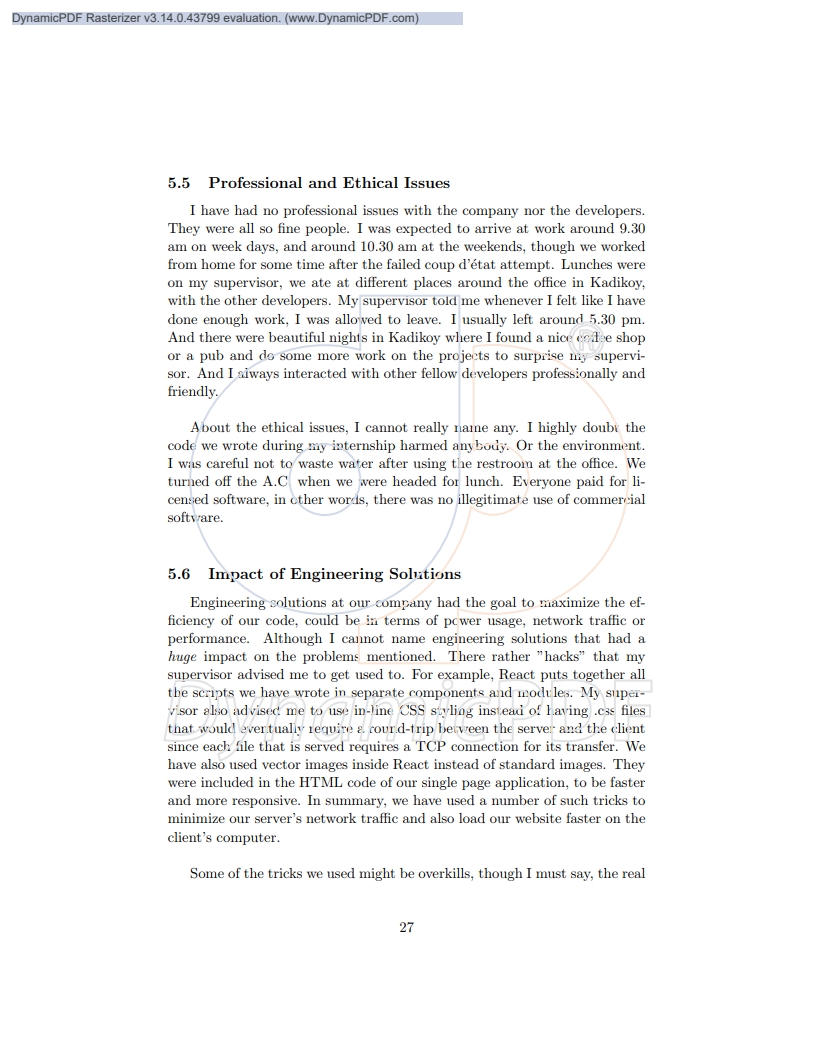 DynamicPDF Rasterizer v3.14.0.43799 evaluation. (www.DynamicPDF.com)
5.5 Professional and Ethical Issues
I have had no professional issues with the company nor the developers.
They were all so fine people. I was expected to arrive at work around 9.30
am on week days, and around 10.30 am at the weekends, though we worked
from home for some time after the failed coup d'état attempt. Lunches were
on my supervisor, we ate at different places around the office in Kadikoy,
with the other developers. My supervisor told me whenever I felt like I have
done enough work, I was allowed to leave. I usually left around 5.30 pm.
And there were beautiful nights in Kadikoy where I found a nice coffee shop
or a pub and do some more work on the projects to surprise my supervi-
sor. And I always interacted with other fellow developers professionally and
friendly.
About the ethical issues, I cannot really name any. I highly doubt the
code we wrote during my internship harmed anybody. Or the environment.
I was careful not to waste water after using the restroom at the office. We
turned off the A.C when we were headed for lunch. Everyone paid for li-
censed software, in other words, there was no illegitimate use of commercial
software.
5.6 Impact of Engineering Solutions
Engineering solutions at our company had the goal to maximize the ef-
ficiency of our code, could be in terms of power usage, network traffic or
performance. Although I cannot name engineering solutions that had a
huge impact on the problems mentioned. There rather "hacks" that my
supervisor advised me to get used to. For example, React puts together all
the scripts we have wrote in separate components and modules. My super-
visor also advised me to use in-line CSS styling instead of having .css files
that would eventually require a round-trip between the server and the client
since each file that is served requires a TCP connection for its transfer. We
have also used vector images inside React instead of standard images. They
were included in the HTML code of our single page application, to be faster
and more responsive. In summary, we have used a number of such tricks to
minimize our server's network traffic and also load our website faster on the
client's computer.
Some of the tricks we used might be overkills, though I must say, the real
27
DynamicPDF
®